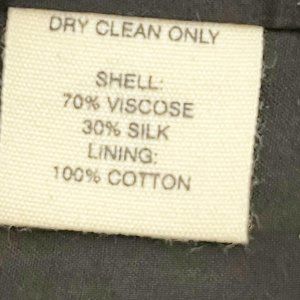 DRY CLEAN ONLY
SHELL:
70% VISCOSE
30% SILK
LINING:
100% COTTON